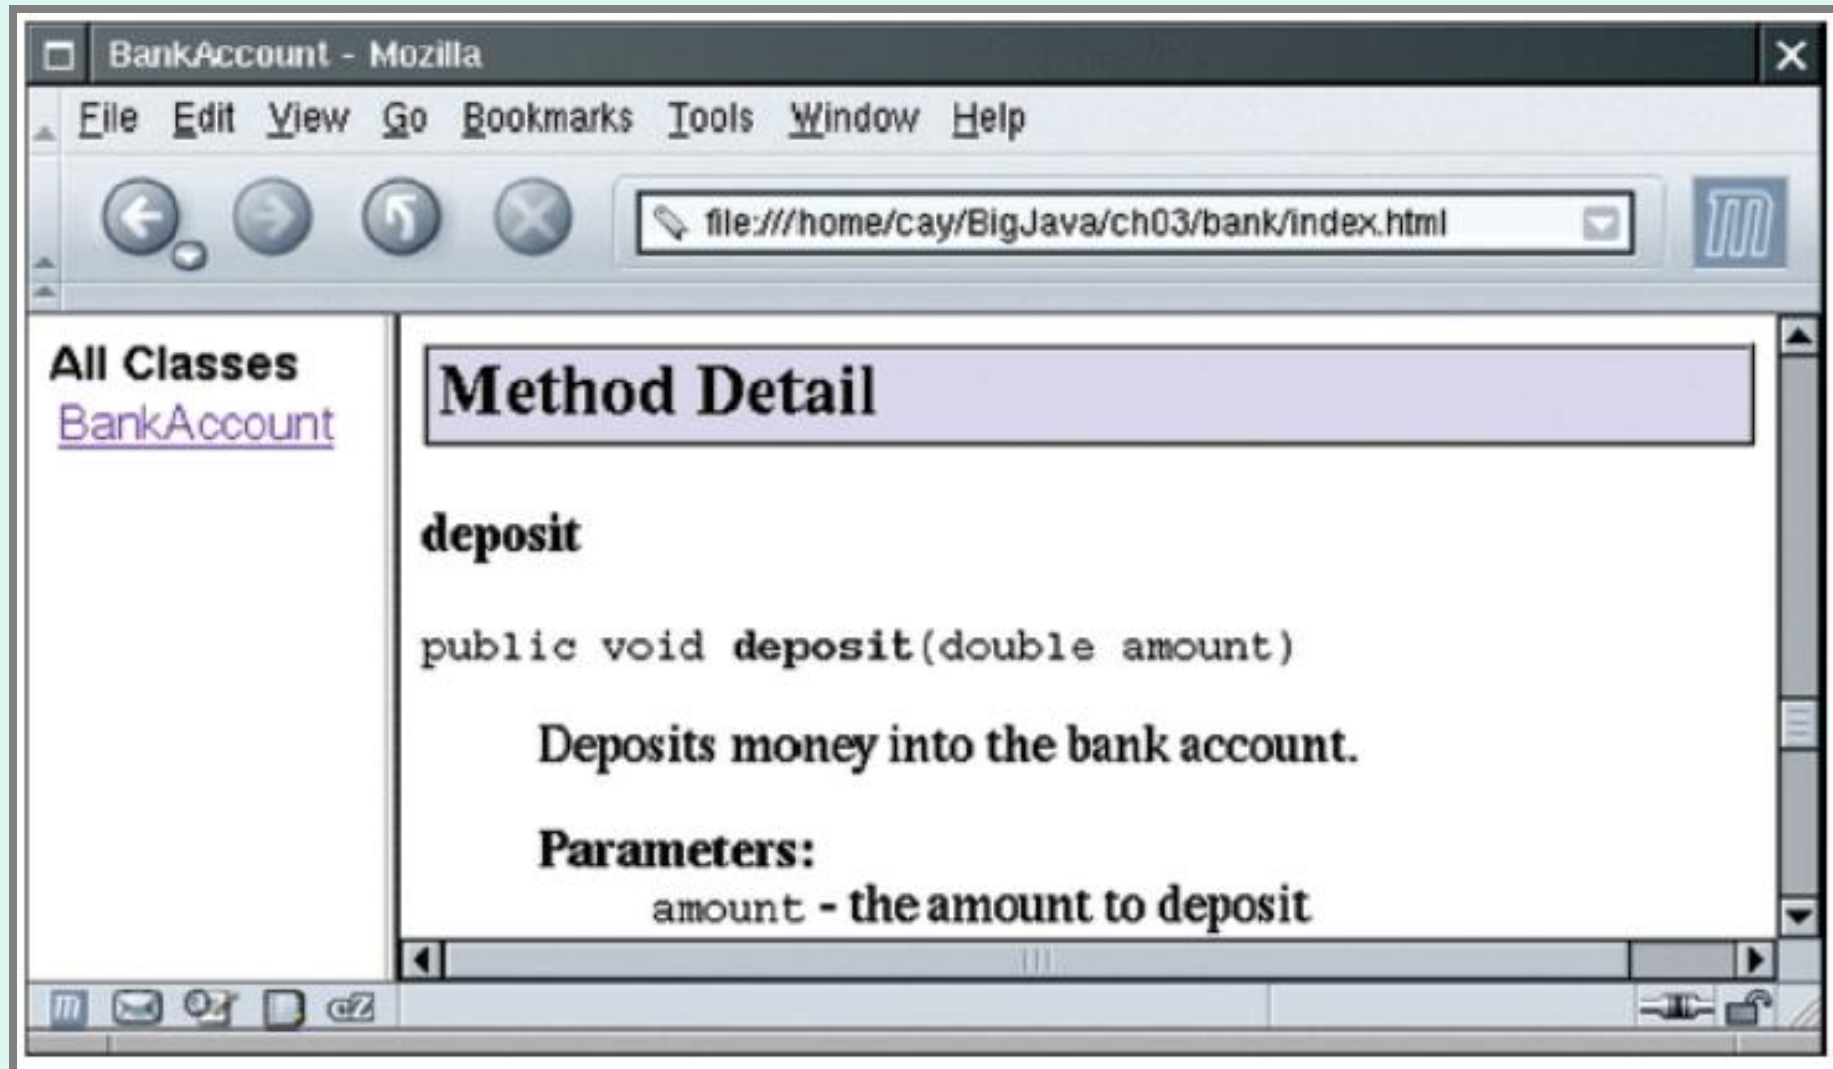 BankAccount - Mozilla
File Edit View Go Bookmarks Tools Window Help
file:///home/cay/BigJava/ch03/bank/index.html
All Classes
BankAccount
Method Detail
deposit
public void deposit(double amount)
Deposits money into the bank account.
Parameters:
amount - the amount to deposit